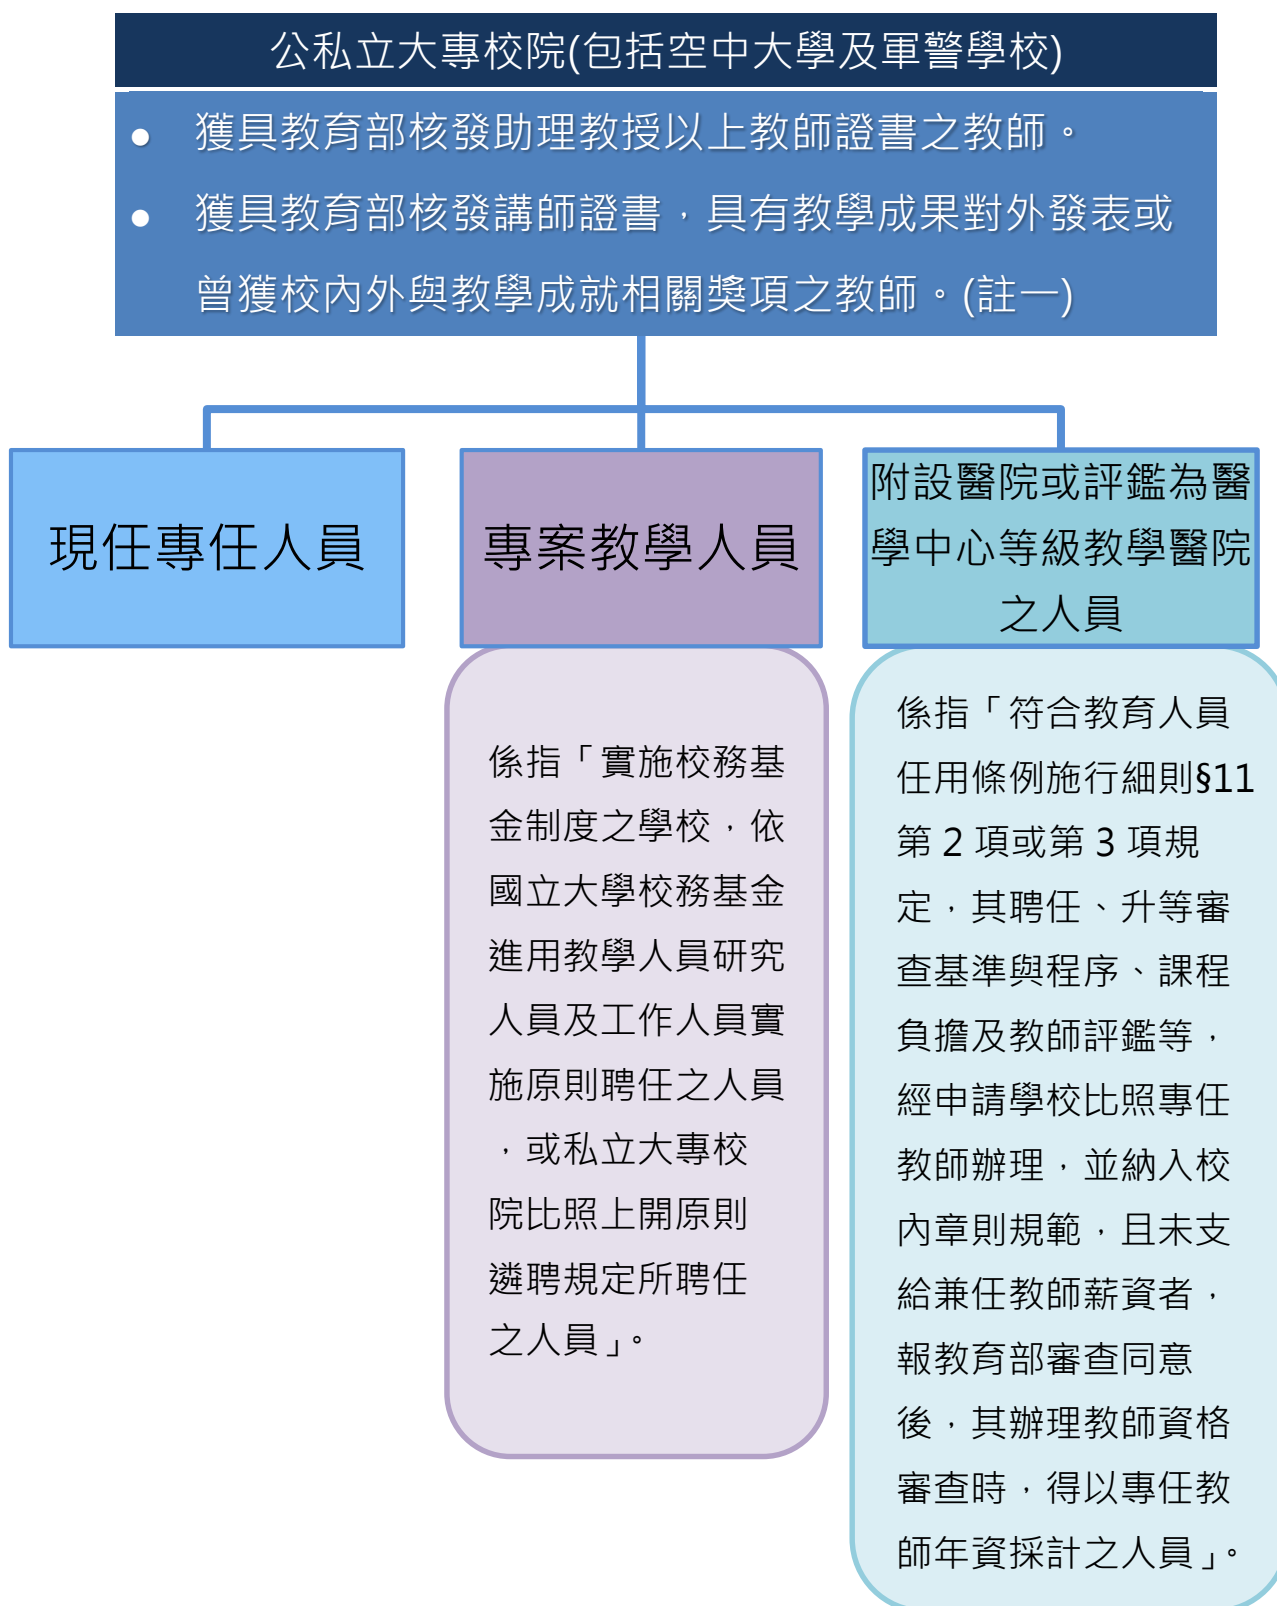 公私立大專校院(包括空中大學及軍警學校)
● 獲具教育部核發助理教授以上教師證書之教師。
● 獲具教育部核發講師證書，具有教學成果對外發表或
曾獲校內外與教學成就相關獎項之教師。(註一)
現任專任人員
專案教學人員
附設醫院或評鑑為醫
學中心等級教學醫院
之人員
係指「實施校務基
金制度之學校，依
國立大學校務基金
進用教學人員研究
人員及工作人員實
施原則聘任之人員
，或私立大專校
院比照上開原則
遴聘規定所聘任
之人員」。
係指「符合教育人員
任用條例施行細則§11
第 2 項或第 3 項規
定，其聘任、升等審
查基準與程序、課程
負擔及教師評鑑等，
經申請學校比照專任
教師辦理，並納入校
內章則規範，且未支
給兼任教師薪資者，
報教育部審查同意
後，其辦理教師資格
審查時，得以專任教
師年資採計之人員」。